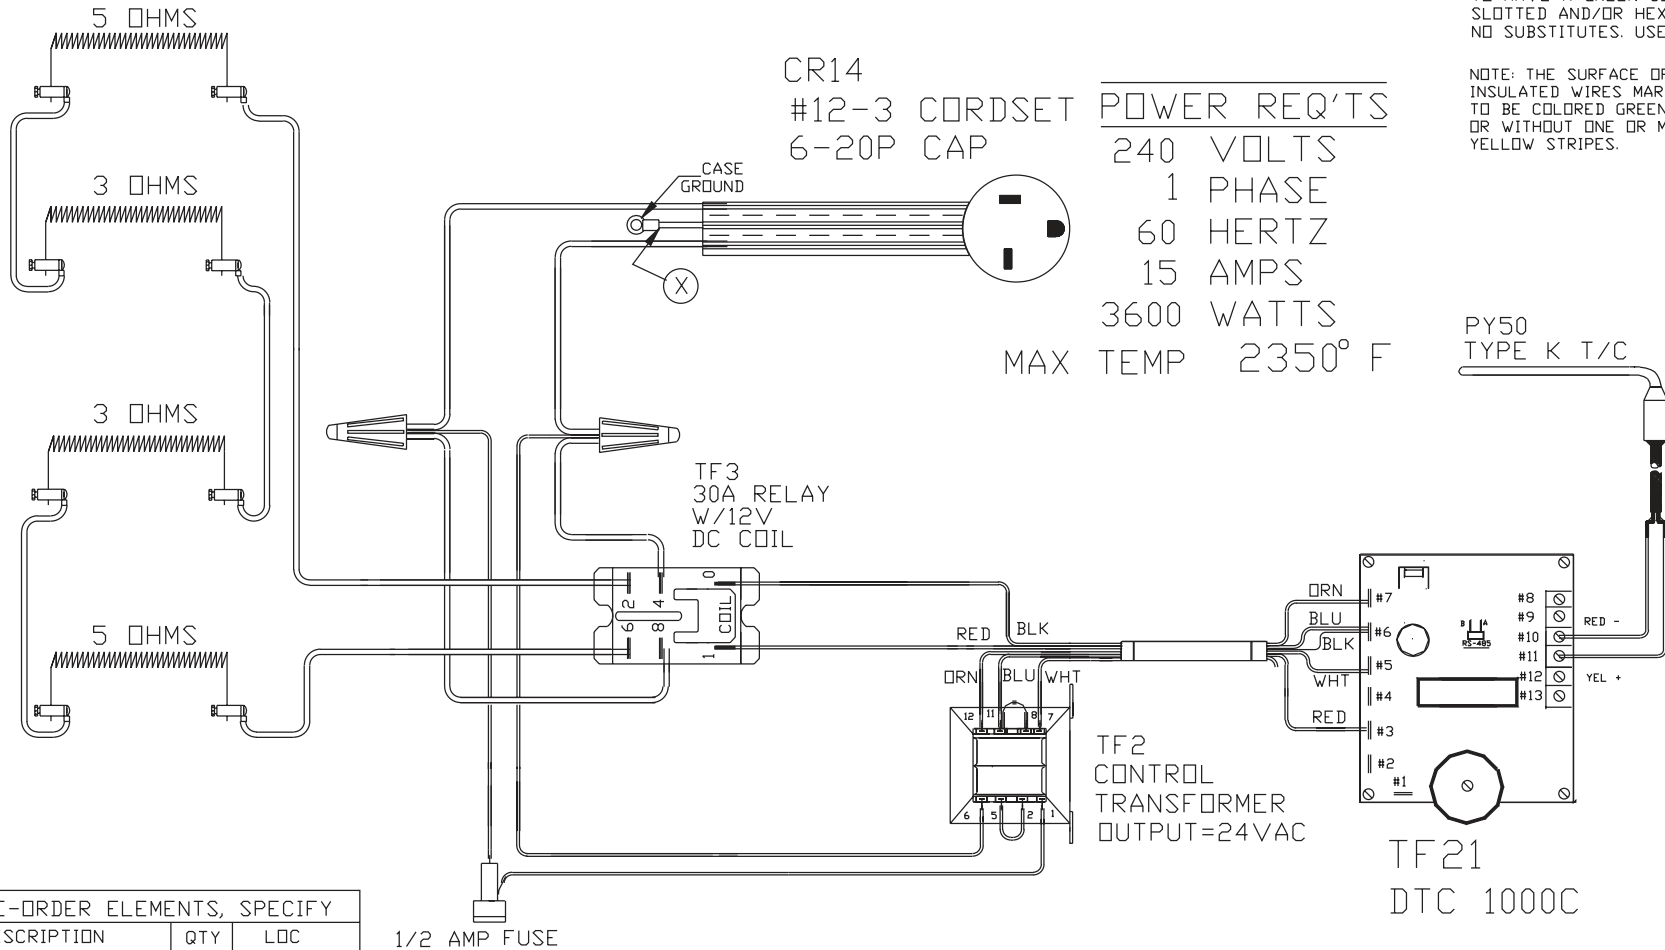 5 OHMS
3 OHMS
3 OHMS
5 OHMS
CR14
#12-3 CORDSET
6-20P CAP
CASE
GROUND
X
POWER REQ'TS
240 VOLTS
1 PHASE
60 HERTZ
15 AMPS
3600 WATTS
MAX TEMP 2350° F
SLOTTED AND/OR HEX
NO SUBSTITUTES. USE
NOTE: THE SURFACE OF
INSULATED WIRES MAR
TO BE COLORED GREEN
OR WITHOUT ONE OR M
YELLOW STRIPES.
PY50
TYPE K T/C
TF3
30A RELAY
W/12V
DC COIL
2 4 0
6 8 1
COIL
RED BLK
ORN BLU WHT
12 11 8 7
6 5 2 1
TF2
CONTROL
TRANSFORMER
OUTPUT=24VAC
ORN
BLU
BLK
WHT
RED
#7
#6
#5
#4
#3
#2
#1
B A
RS-485
#8
#9
#10
#11
#12
#13
RED -
YEL +
TF21
DTC 1000C
E-ORDER ELEMENTS, SPECIFY
ESCRIPTION QTY LOC
1/2 AMP FUSE